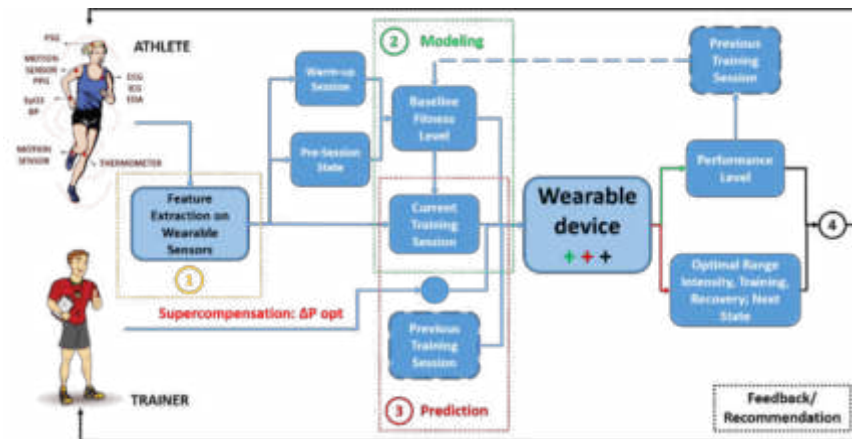 ATHLETE
PSG
MOTION
SENSOR
PPG
SpO2
BP
ECG
ICG
EDA
MOTION
SENSOR
THERMOMETER
Feature
Extraction on
Wearable
Sensors
1
2 Modeling
Warm-up
Session
Pre-Session
State
Baseline
Fitness
Level
Current
Training
Session
Supercompensation: ΔP opt
Previous
Training
Session
3 Prediction
Wearable
device
+ + +
Previous
Training
Session
Performance
Level
Optimal Range
Intensity, Training,
Recovery; Next
State
4
TRAINER
Feedback/
Recommendation